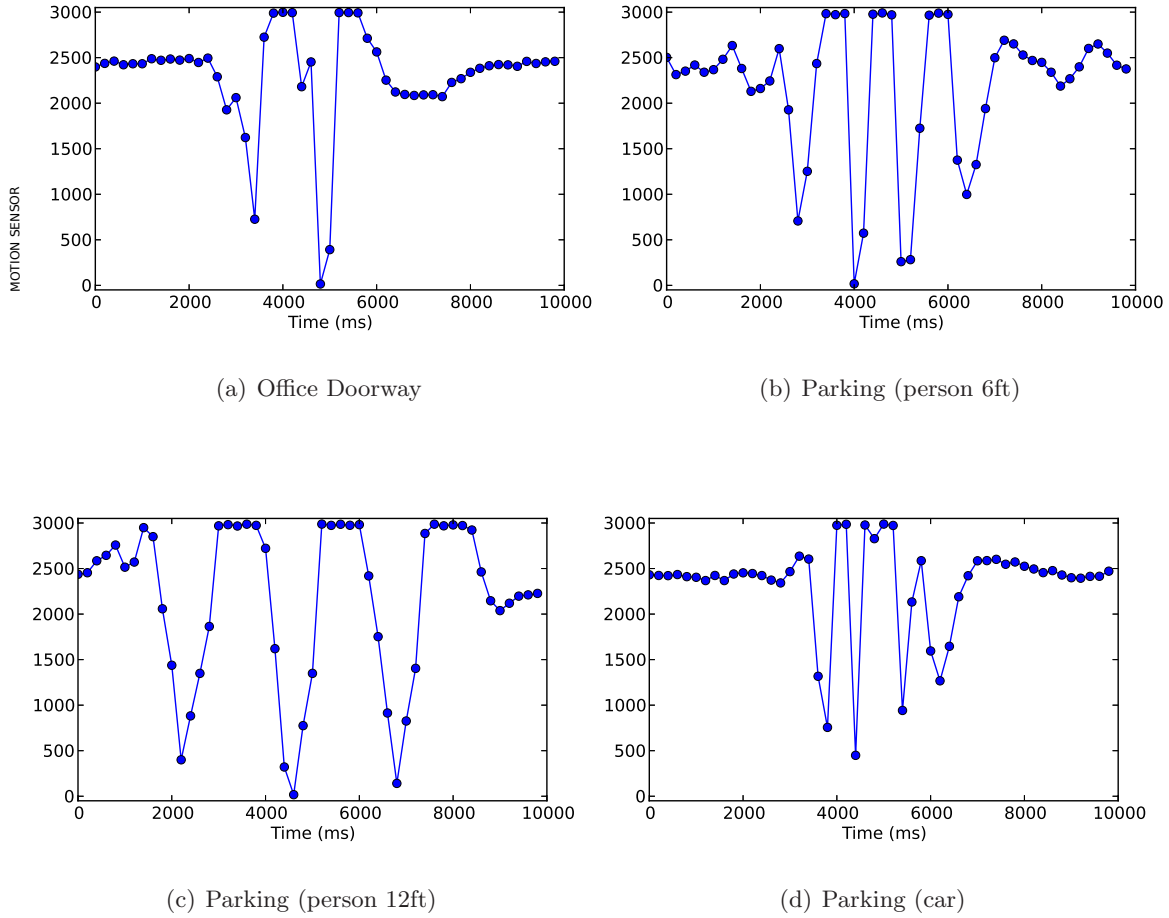 3000
2500
2000
1500
1000
500
0
MOTION SENSOR
0 2000 4000 6000 8000 10000
Time (ms)
(a) Office Doorway
3000
2500
2000
1500
1000
500
0
0 2000 4000 6000 8000 10000
Time (ms)
(b) Parking (person 6ft)
3000
2500
2000
1500
1000
500
0
0 2000 4000 6000 8000 10000
Time (ms)
(c) Parking (person 12ft)
3000
2500
2000
1500
1000
500
0
0 2000 4000 6000 8000 10000
Time (ms)
(d) Parking (car)